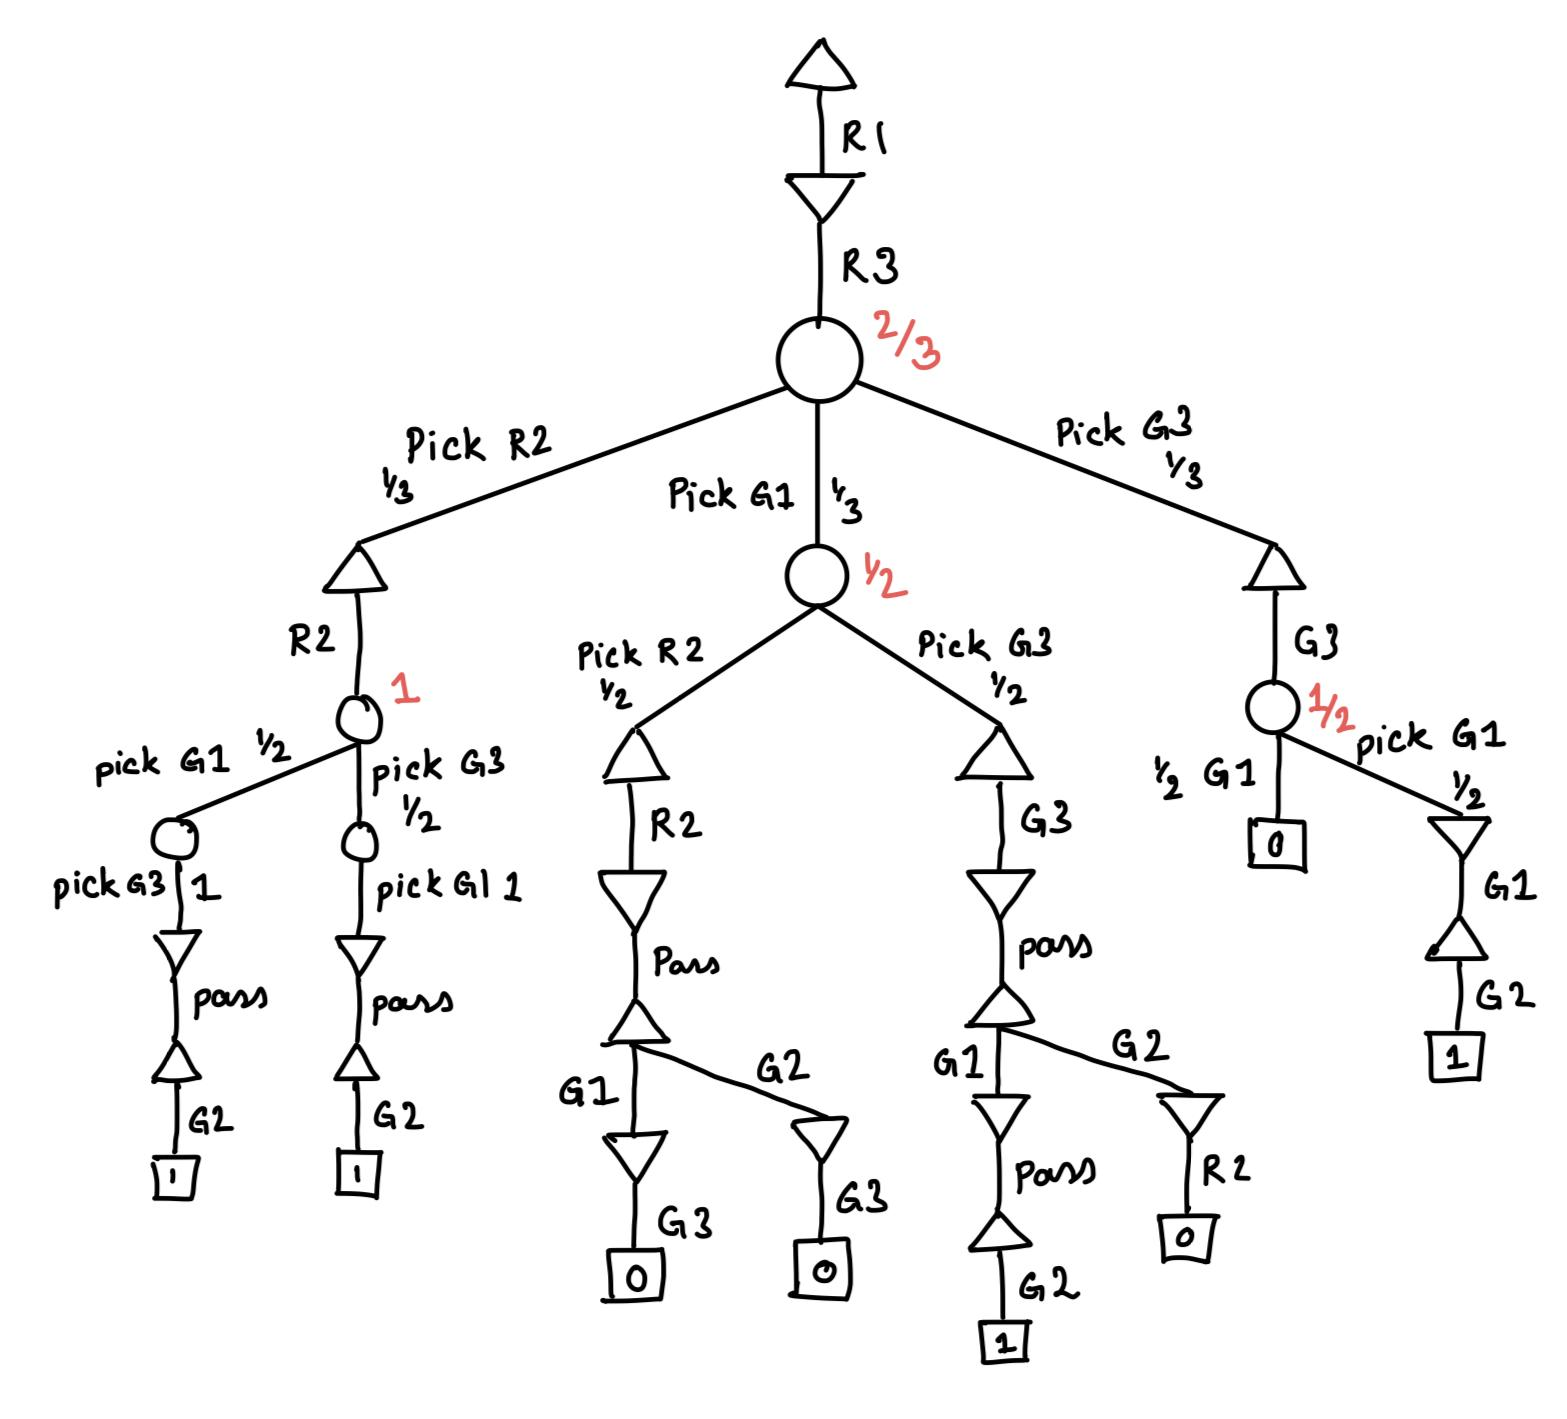 R1
R3
2/3
Pick R2
1/3
Pick G1 1/3
Pick G3
1/3
R2
1
1/2
G3
1/2
pick G1 1/2
pick G3
1/2
Pick R2
1/2
Pick G3
1/2
1/2 G1
pick G1
1/2
pick G3 1
pick G1 1
R2
G3
0
G1
pass
pass
Pass
pass
G2
G2
G2
G1
G2
G1
G2
1
1
1
G3
G3
Pass
R2
0
0
0
G2
1